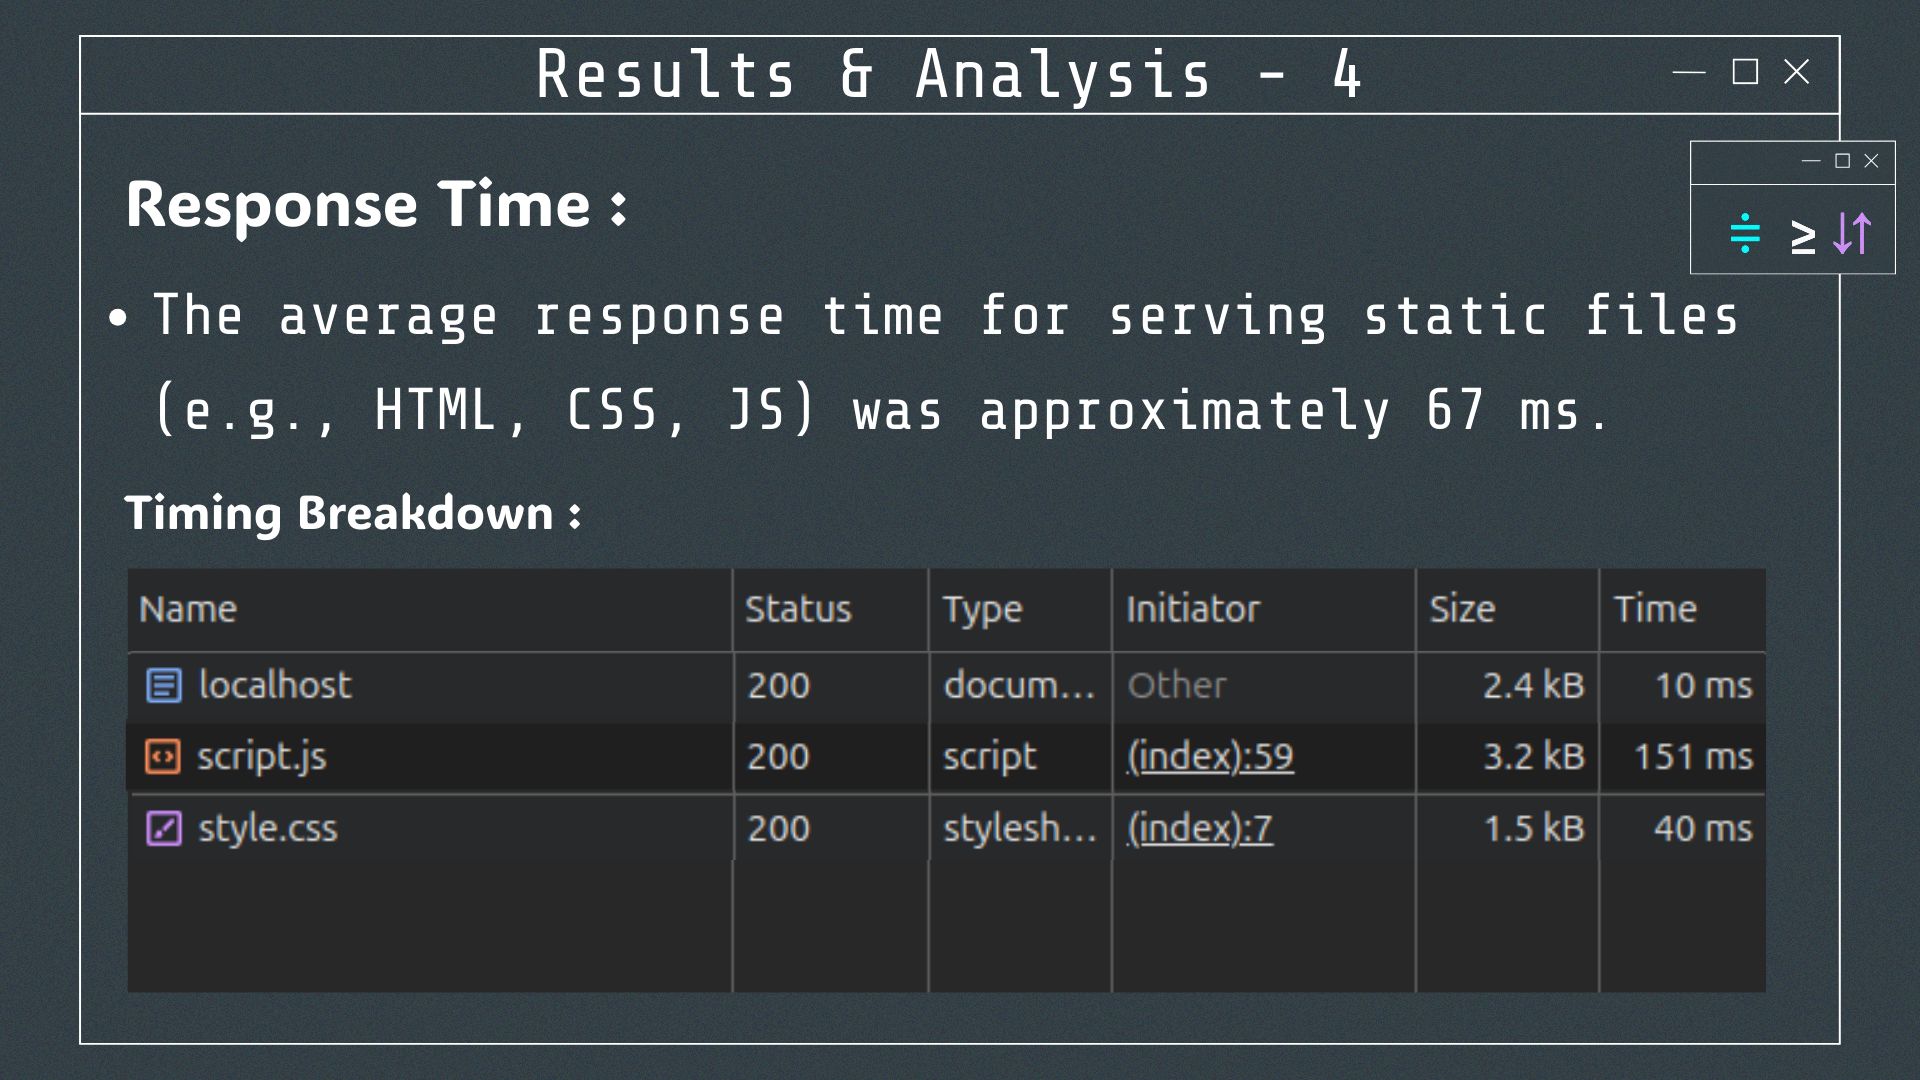 Results & Analysis - 4
Response Time :
• The average response time for serving static files
(e.g., HTML, CSS, JS) was approximately 67 ms.
Timing Breakdown :
Name Status Type Initiator Size Time
localhost 200 docum... Other 2.4 kB 10 ms
script.js 200 script (index):59 3.2 kB 151 ms
style.css 200 stylesh... (index):7 1.5 kB 40 ms